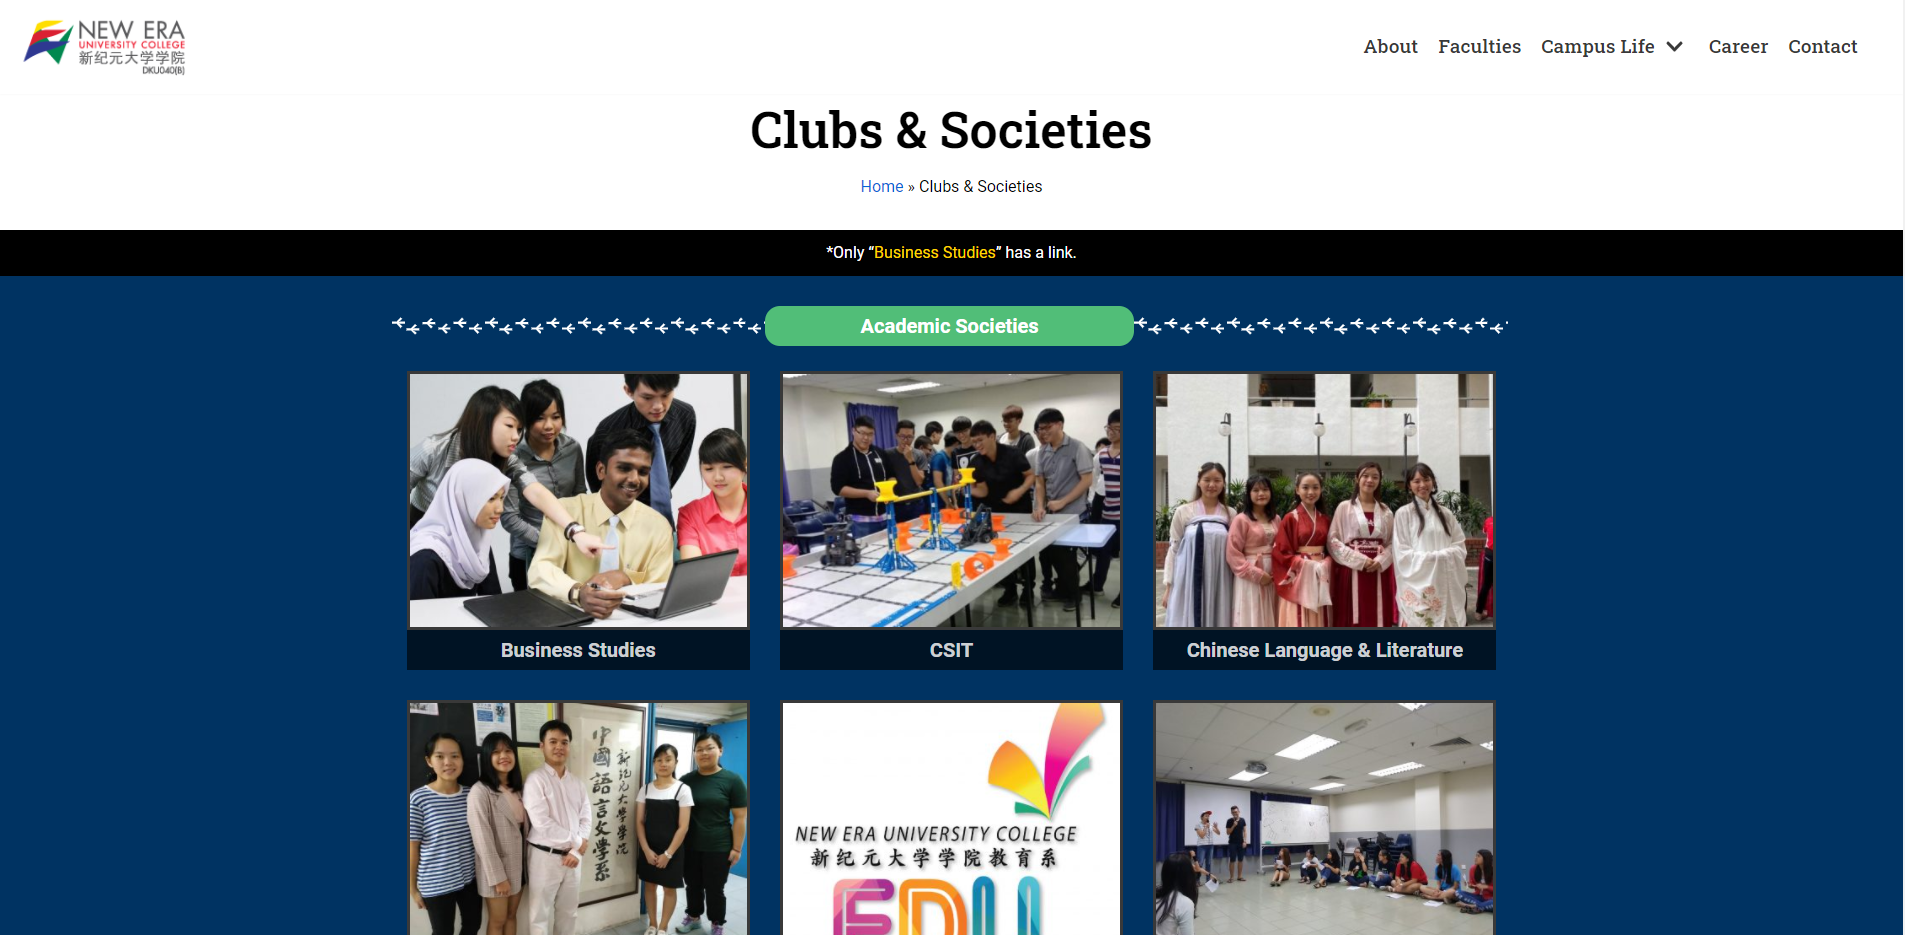 NEW ERA
UNIVERSITY COLLEGE
新纪元大学学院
DKU040(B)
About Faculties Campus Life Career Contact
Clubs & Societies
Home » Clubs & Societies
*Only “Business Studies” has a link.
Academic Societies
Business Studies
CSIT
Chinese Language & Literature
中國語言文學系
新紀元大學學院
NEW ERA UNIVERSITY COLLEGE
新纪元大学学院教育系
EDU